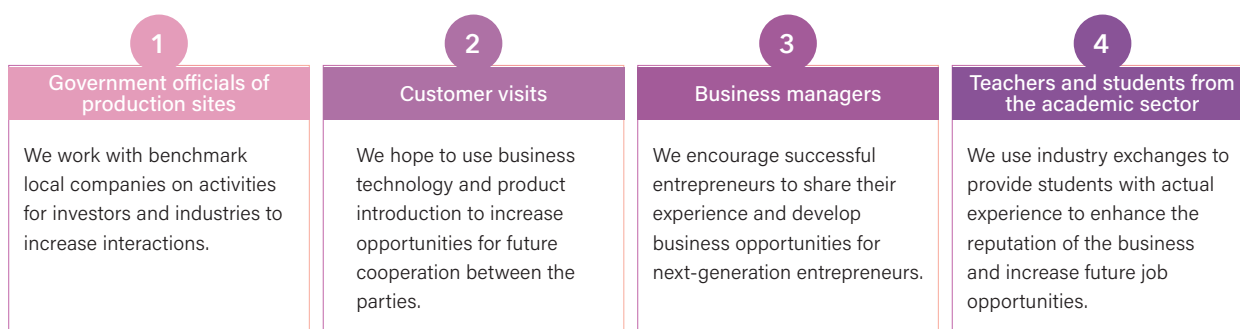 1
Government officials of
production sites
We work with benchmark
local companies on activities
for investors and industries to
increase interactions.
2
Customer visits
We hope to use business
technology and product
introduction to increase
opportunities for future
cooperation between the
parties.
3
Business managers
We encourage successful
entrepreneurs to share their
experience and develop
business opportunities for
next-generation entrepreneurs.
4
Teachers and students from
the academic sector
We use industry exchanges to
provide students with actual
experience to enhance the
reputation of the business
and increase future job
opportunities.